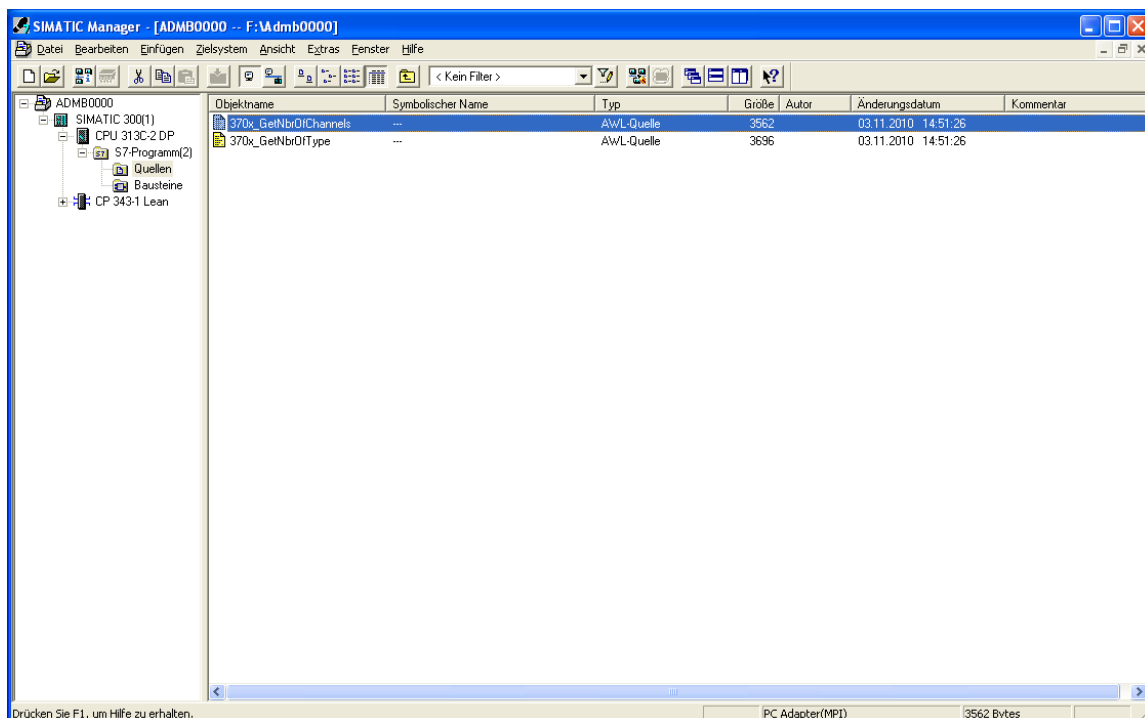 SIMATIC Manager - [ADMB0000 -- F:\Admb0000]
Datei Bearbeiten Einfügen Zielsystem Ansicht Extras Fenster Hilfe
< Kein Filter >
ADMB0000
SIMATIC 300(1)
CPU 313C-2 DP
S7-Programm(2)
Quellen
Bausteine
CP 343-1 Lean
Objektname Symbolischer Name Typ Größe Autor Änderungsdatum Kommentar
370x_GetNbrOfChannels --- AWL-Quelle 3562 03.11.2010 14:51:26
370x_GetNbrOfType --- AWL-Quelle 3696 03.11.2010 14:51:26
Drücken Sie F1, um Hilfe zu erhalten. PC Adapter(MPI) 3562 Bytes